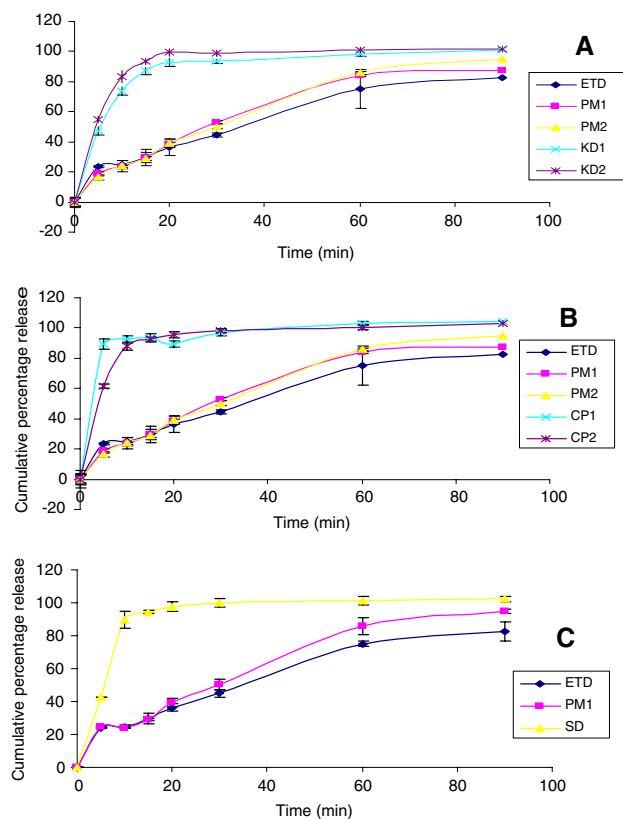 120
100
80
60
40
20
0
-20
0 20 40 60 80 100
Time (min)
A
ETD
PM1
PM2
KD1
KD2
Cumulative percentage release
120
100
80
60
40
20
0
-20
0 20 40 60 80 100
Time (min)
B
ETD
PM1
PM2
CP1
CP2
Cumulative percentage release
120
100
80
60
40
20
0
0 20 40 60 80 100
Time (min)
C
ETD
PM1
SD